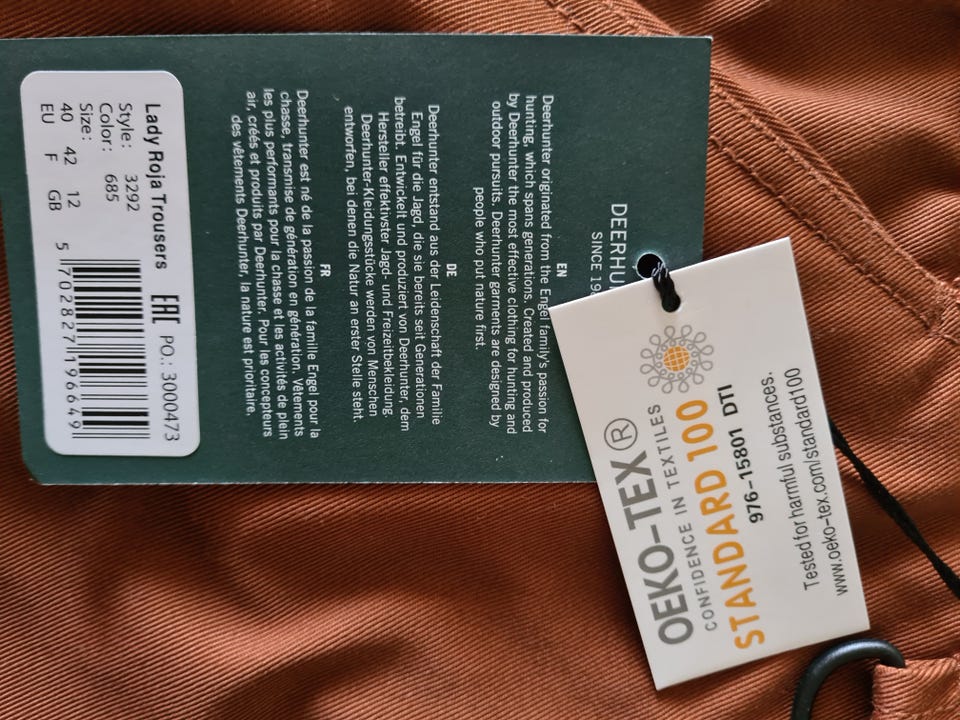 DEERHU
SINCE 19
EN
Deerhunter originated from the Engel family's passion for
hunting, which spans generations. Created and produced
by Deerhunter the most effective clothing for hunting and
outdoor pursuits. Deerhunter garments are designed by
people who put nature first.
DE
Deerhunter entstand aus der Leidenschaft der Familie
Engel für die Jagd, die sie bereits seit Generationen
betreibt. Entwickelt und produziert von Deerhunter, dem
Hersteller effektivster Jagd- und Freizeitbekleidung.
Deerhunter-Kleidungsstücke werden von Menschen
entworfen, bei denen die Natur an erster Stelle steht.
FR
Deerhunter est né de la passion de la famille Engel pour la
chasse, transmise de génération en génération. Vêtements
les plus performants pour la chasse et les activités de plein
air, créés et produits par Deerhunter. Pour les concepteurs
des vêtements Deerhunter, la nature est prioritaire.
Lady Roja Trousers EAC PO.: 3000473
Style: 3292
Color: 685
Size:
40 42 12
EU F GB
5 702827 119664 9
OEKO-TEX®
CONFIDENCE IN TEXTILES
STANDARD 100
976-15801 DTI
Tested for harmful substances.
www.oeko-tex.com/standard100